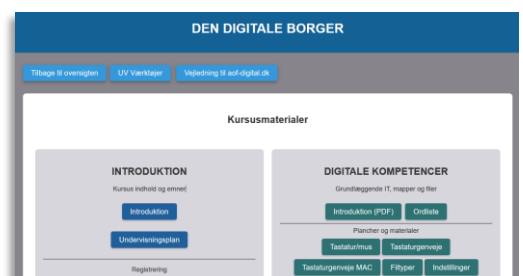 DEN DIGITALE BORGER
Tilbage til oversigten UV Værktøjer Vejledning til aof-digital.dk
Kursusmaterialer
INTRODUKTION
Kursus indhold og emner
Introduktion
Undervisningsplan
Registrering
DIGITALE KOMPETENCER
Grundlæggende IT, mapper og filer
Introduktion (PDF) Ordliste
Plancher og materialer
Tastatur/mus Tastaturgenveje
Tastaturgenveje MAC Filtyper Indstillinger